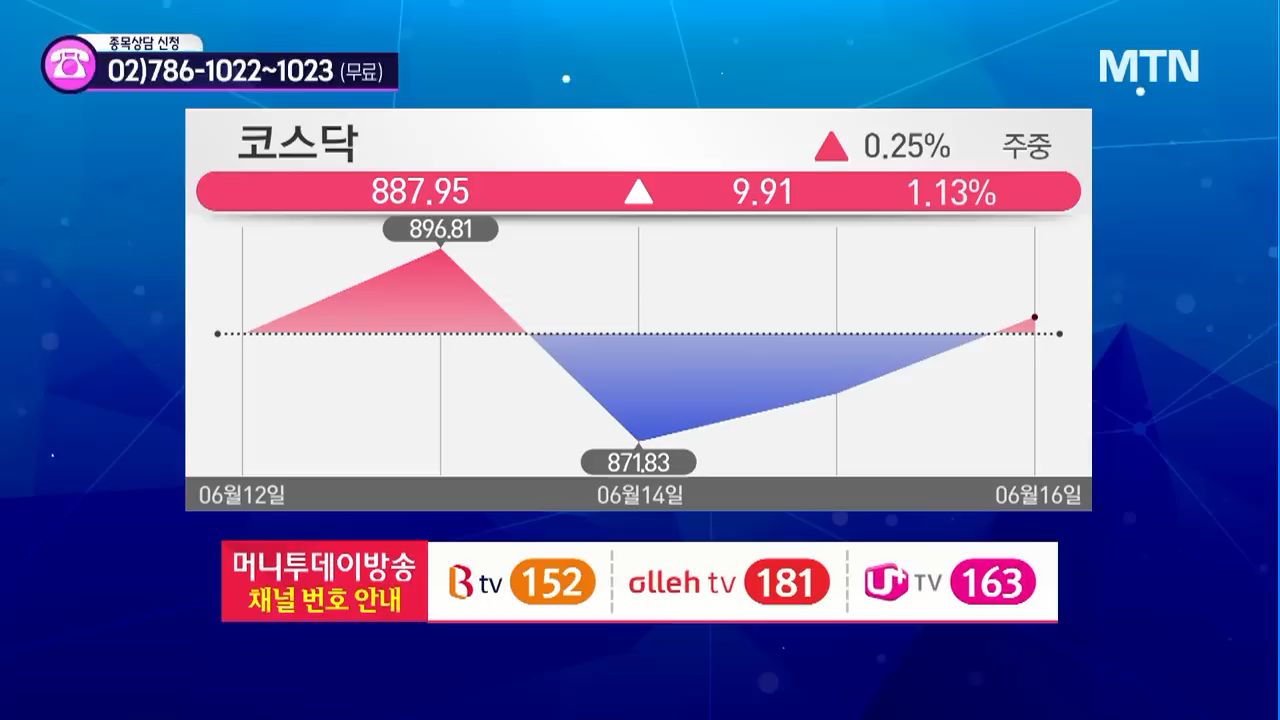 종목상담 신청
02)786-1022~1023 (무료)
MTN
코스닥
▲ 0.25% 주중
887.95 ▲ 9.91 1.13%
896.81
871.83
06월12일 06월14일 06월16일
머니투데이방송
채널 번호 안내
B tv 152
olleh tv 181
U+ TV 163